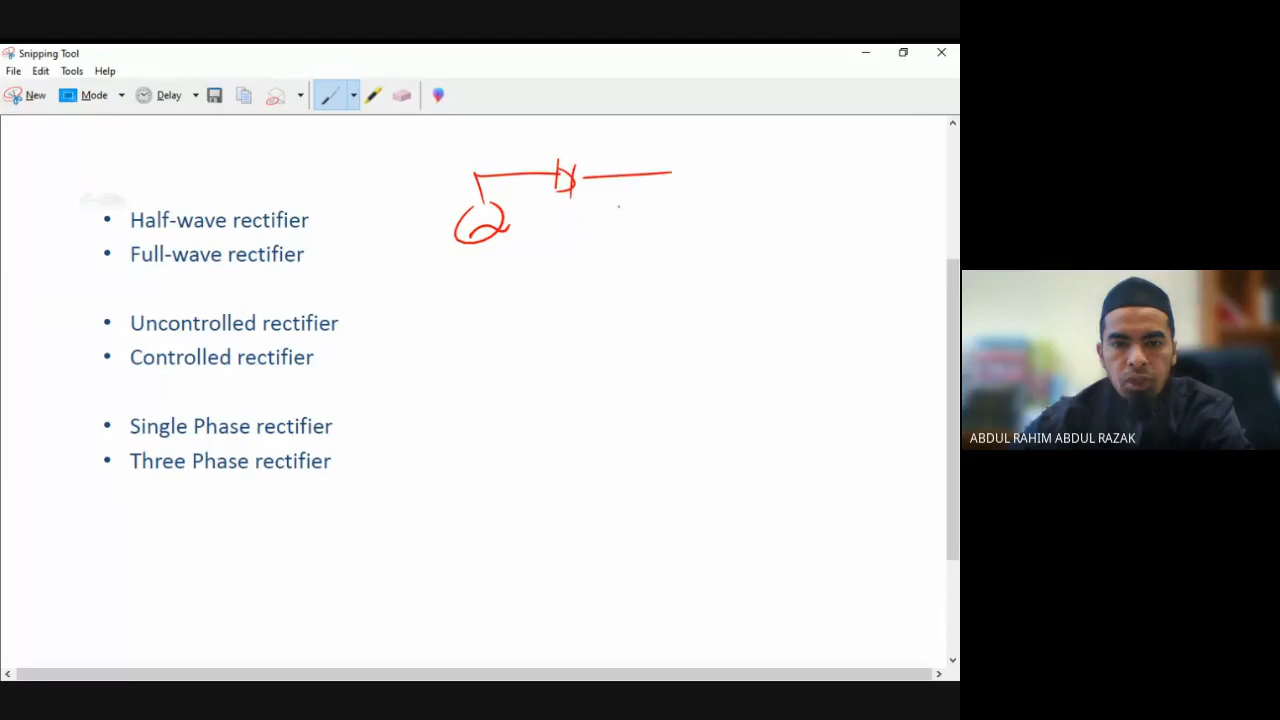 Snipping Tool
File Edit Tools Help
New Mode Delay
• Half-wave rectifier
• Full-wave rectifier
• Uncontrolled rectifier
• Controlled rectifier
• Single Phase rectifier
• Three Phase rectifier
ABDUL RAHIM ABDUL RAZAK